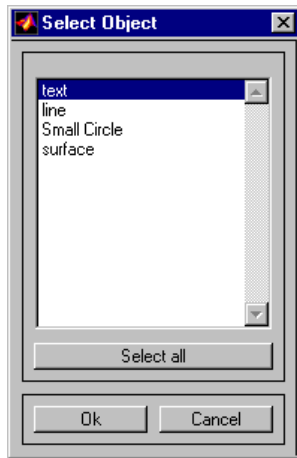 Select Object
text
line
Small Circle
surface
Select all
Ok
Cancel